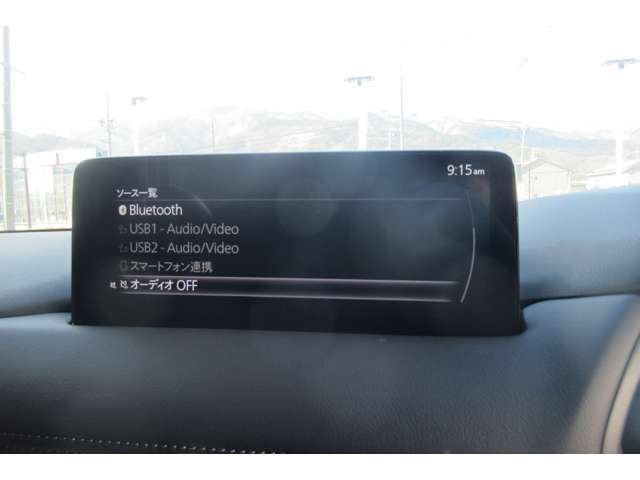 9:15am
ソース一覧
Bluetooth
USB1 - Audio/Video
USB2 - Audio/Video
スマートフォン連携
オーディオ OFF